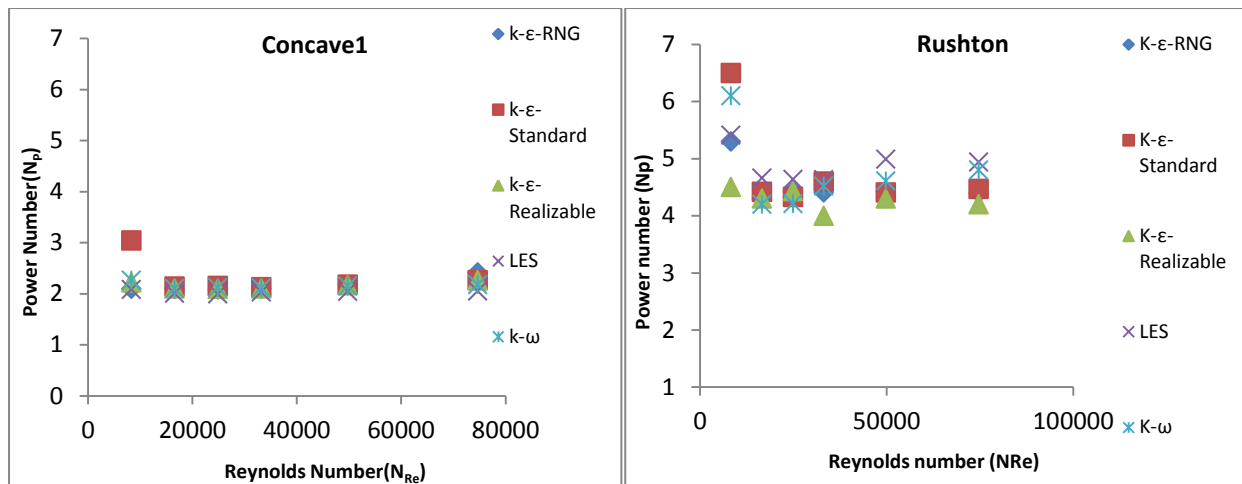 Concave1
7
6
5
4
3
2
1
0
Power Number(N_P)
0 20000 40000 60000 80000
Reynolds Number(N_Re)
k-ε-RNG
k-ε-
Standard
k-ε-
Realizable
LES
k-ω
Rushton
7
6
5
4
3
2
1
Power number (Np)
0 50000 100000
Reynolds number (NRe)
K-ε-RNG
K-ε-
Standard
K-ε-
Realizable
LES
K-ω